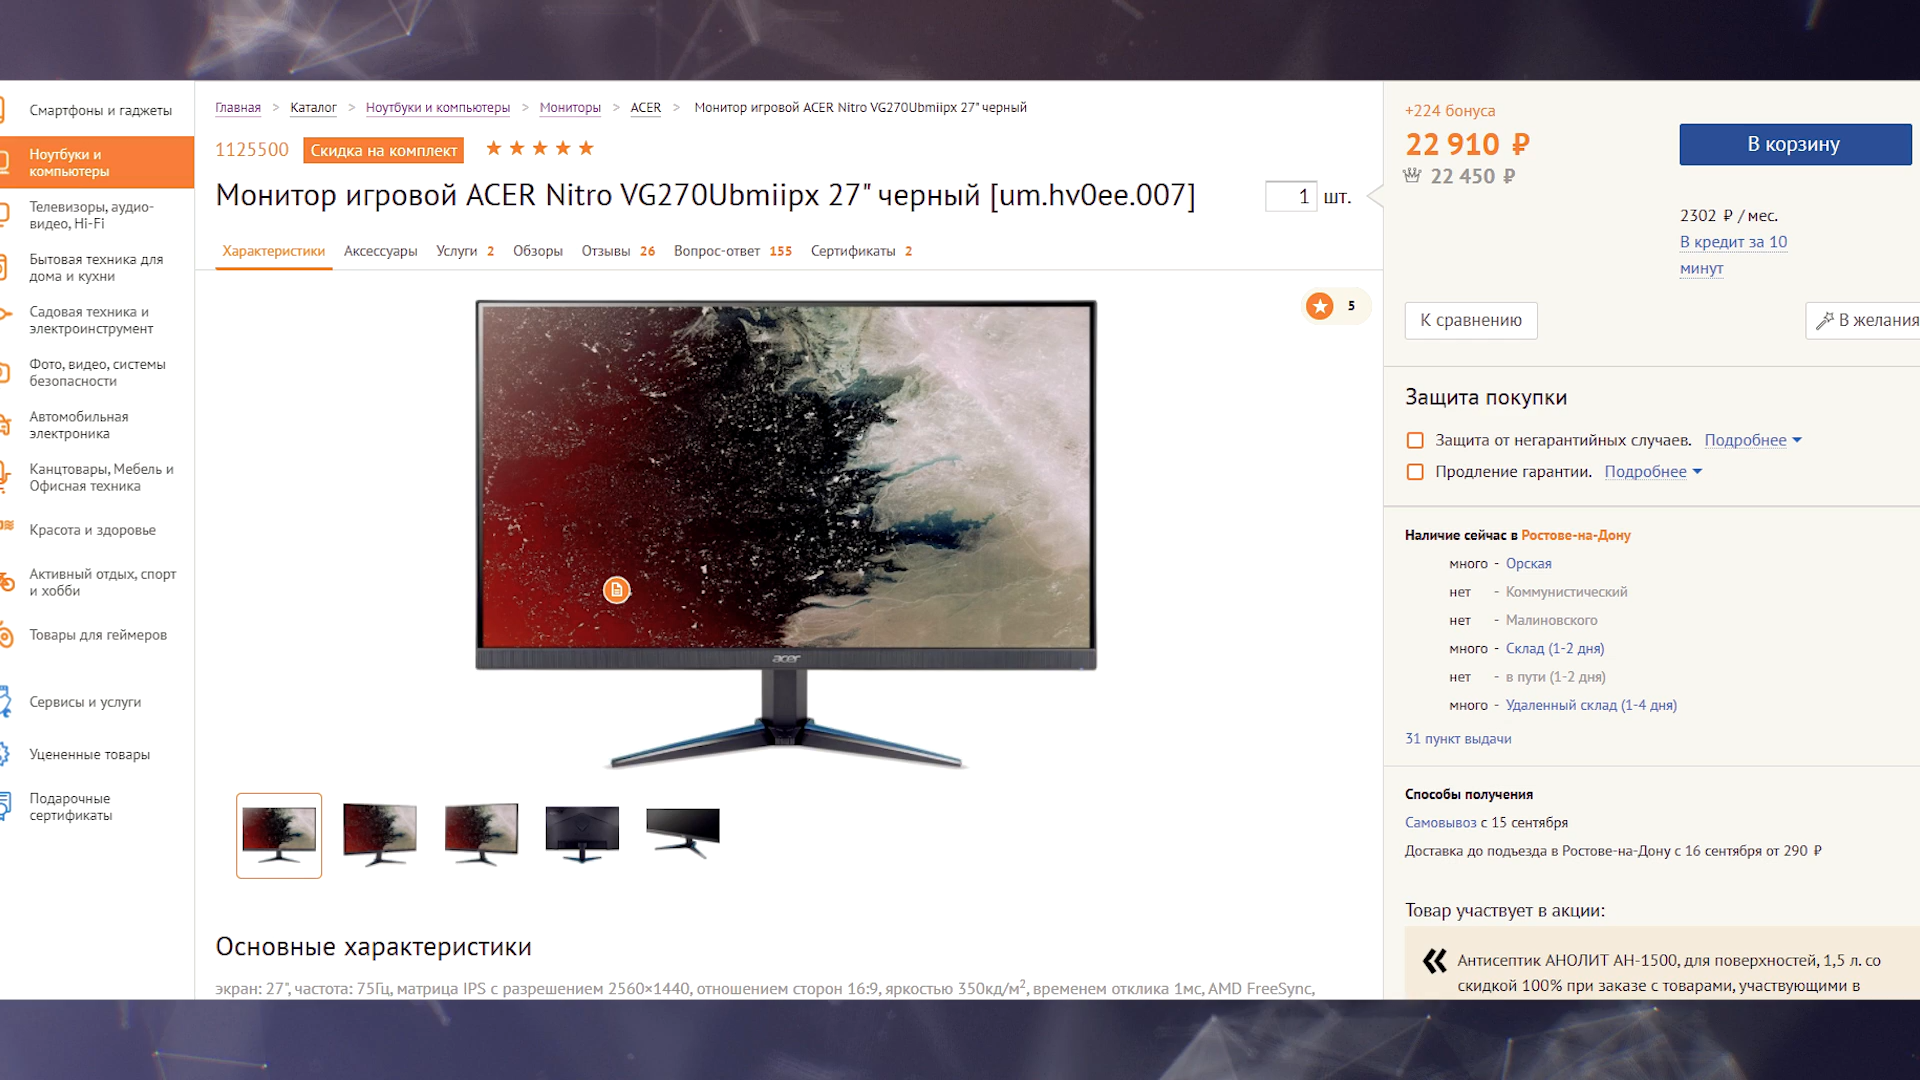 Смартфоны и гаджеты
Ноутбуки и
компьютеры
Телевизоры, аудио-
видео, Hi-Fi
Бытовая техника для
дома и кухни
Садовая техника и
электроинструмент
Фото, видео, системы
безопасности
Автомобильная
электроника
Канцтовары, Мебель и
Офисная техника
Красота и здоровье
Активный отдых, спорт
и хобби
Товары для геймеров
Сервисы и услуги
Уцененные товары
Подарочные
сертификаты
Главная > Каталог > Ноутбуки и компьютеры > Мониторы > ACER > Монитор игровой ACER Nitro VG270Ubmiipx 27" черный
1125500 Скидка на комплект
Монитор игровой ACER Nitro VG270Ubmiipx 27" черный [um.hv0ee.007]
1 шт.
Характеристики Аксессуары Услуги 2 Обзоры Отзывы 26 Вопрос-ответ 155 Сертификаты 2
5
acer
Основные характеристики
экран: 27", частота: 75Гц, матрица IPS с разрешением 2560×1440, отношением сторон 16:9, яркостью 350кд/м², временем отклика 1мс, AMD FreeSync,
+224 бонуса
22 910 ₽
22 450 ₽
В корзину
2302 ₽ / мес.
В кредит за 10
минут
К сравнению
В желания
Защита покупки
Защита от негарантийных случаев. Подробнее
Продление гарантии. Подробнее
Наличие сейчас в Ростове-на-Дону
много - Орская
нет - Коммунистический
нет - Малиновского
много - Склад (1-2 дня)
нет - в пути (1-2 дня)
много - Удаленный склад (1-4 дня)
31 пункт выдачи
Способы получения
Самовывоз с 15 сентября
Доставка до подъезда в Ростове-на-Дону с 16 сентября от 290 ₽
Товар участвует в акции:
Антисептик АНОЛИТ АН-1500, для поверхностей, 1,5 л. со
скидкой 100% при заказе с товарами, участвующими в